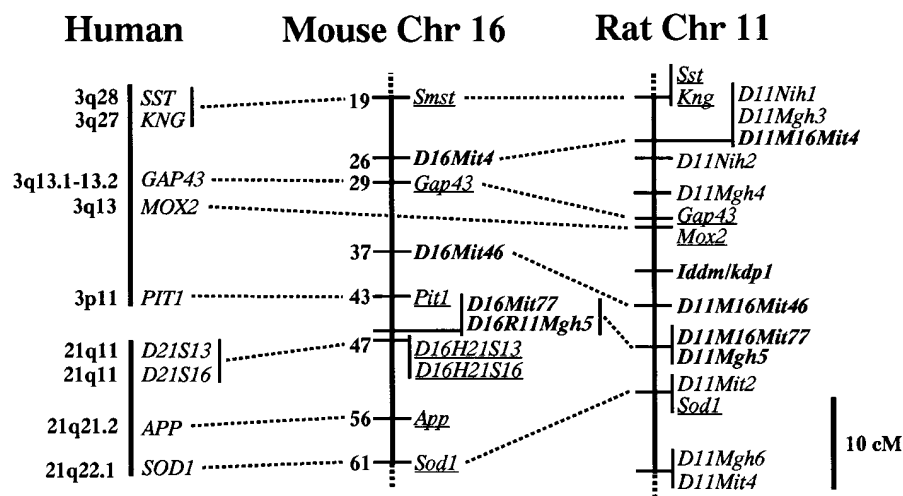 Human Mouse Chr 16 Rat Chr 11
3q28 SST
3q27 KNG
3q13.1-13.2 GAP43
3q13 MOX2
3p11 PIT1
21q11 D21S13
21q11 D21S16
21q21.2 APP
21q22.1 SOD1
19 Smst
26 D16Mit4
29 Gap43
37 D16Mit46
43 Pit1
D16Mit77
D16R11Mgh5
47 D16H21S13
D16H21S16
56 App
61 Sod1
Sst
Kng
D11Nih1
D11Mgh3
D11M16Mit4
D11Nih2
D11Mgh4
Gap43
Mox2
Iddm/kdp1
D11M16Mit46
D11M16Mit77
D11Mgh5
D11Mit2
Sod1
D11Mgh6
D11Mit4
10 cM